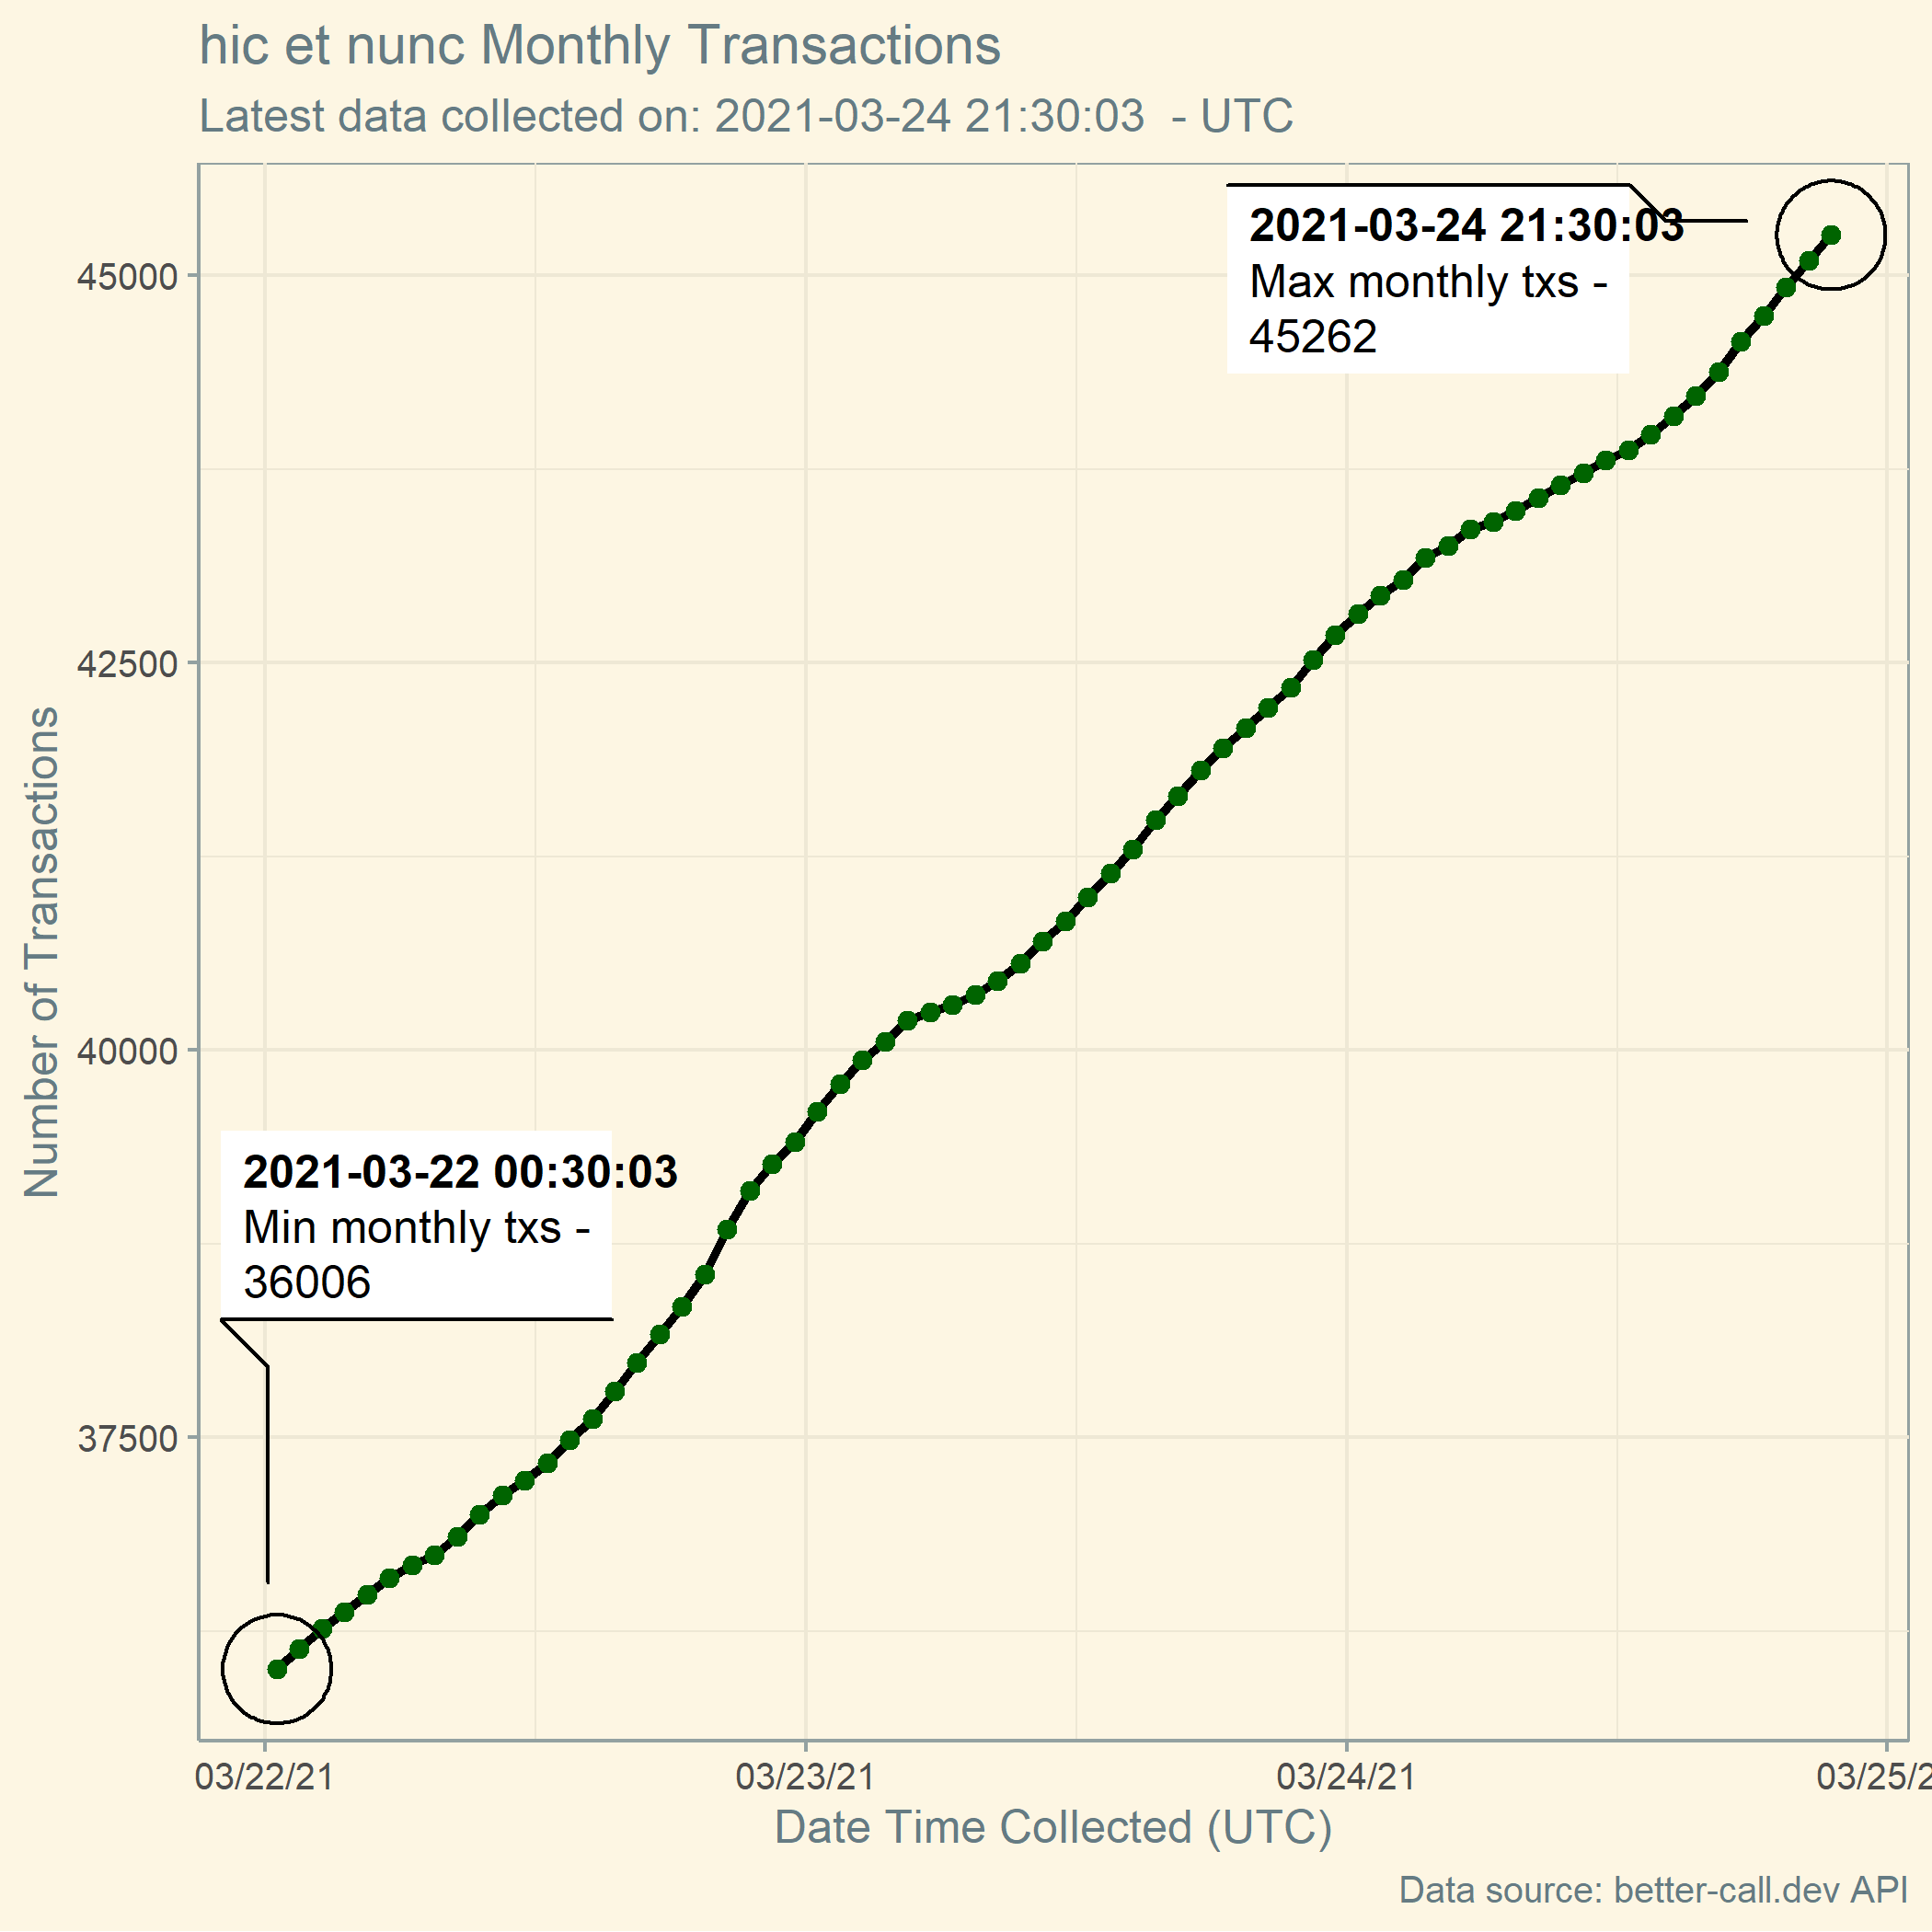 hic et nunc Monthly Transactions
Latest data collected on: 2021-03-24 21:30:03  - UTC
2021-03-24 21:30:03
Max monthly txs -
45262
45000
42500
40000
37500
Number of Transactions
2021-03-22 00:30:03
Min monthly txs -
36006
03/22/21
03/23/21
03/24/21
03/25/2
Date Time Collected (UTC)
Data source: better-call.dev API